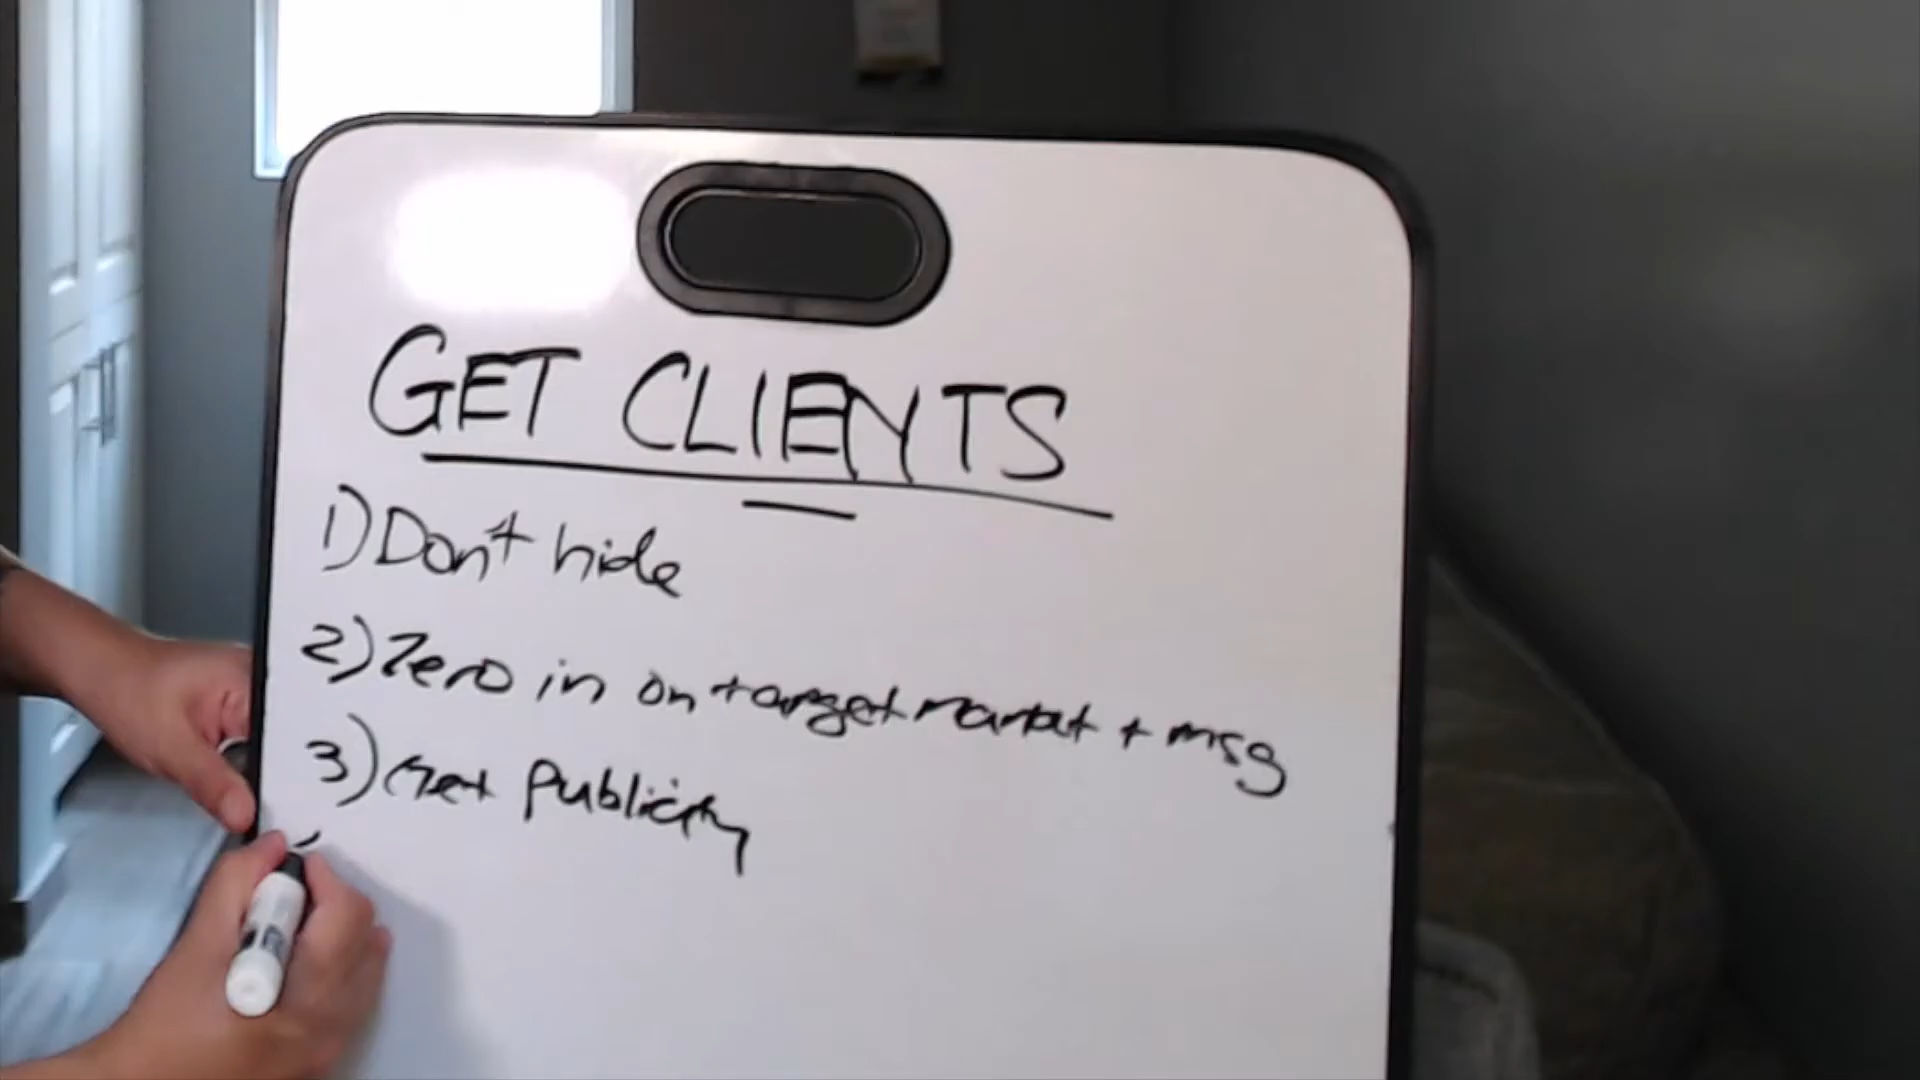 GET CLIENTS
1) Don't hide
2) Zero in on target market + msg
3) Get Publicity